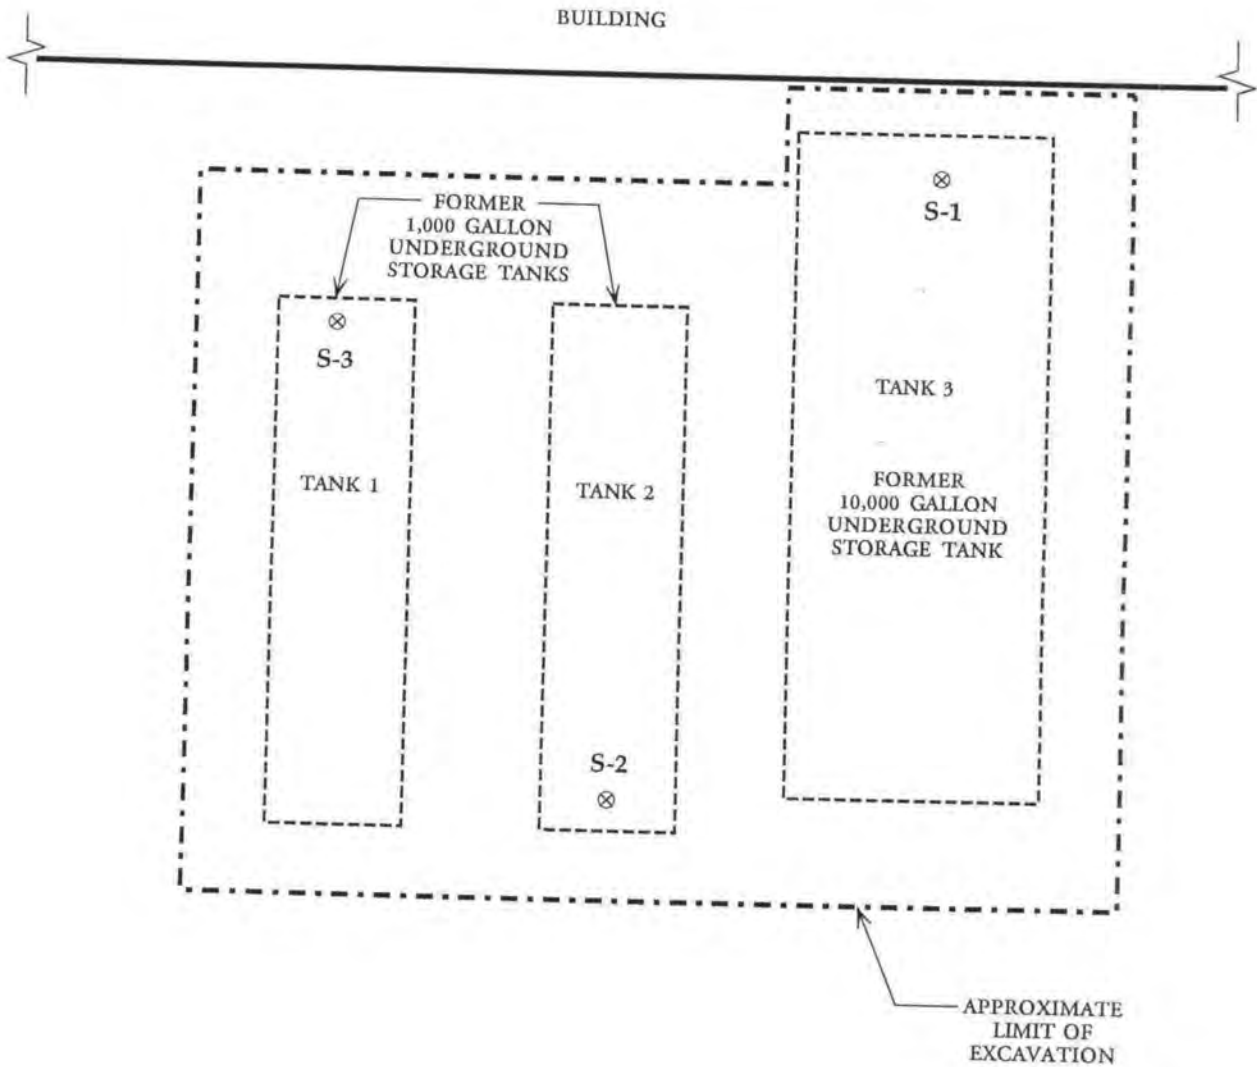 BUILDING
FORMER
1,000 GALLON
UNDERGROUND
STORAGE TANKS
S-1
S-3
TANK 3
TANK 1
TANK 2
FORMER
10,000 GALLON
UNDERGROUND
STORAGE TANK
S-2
APPROXIMATE
LIMIT OF
EXCAVATION